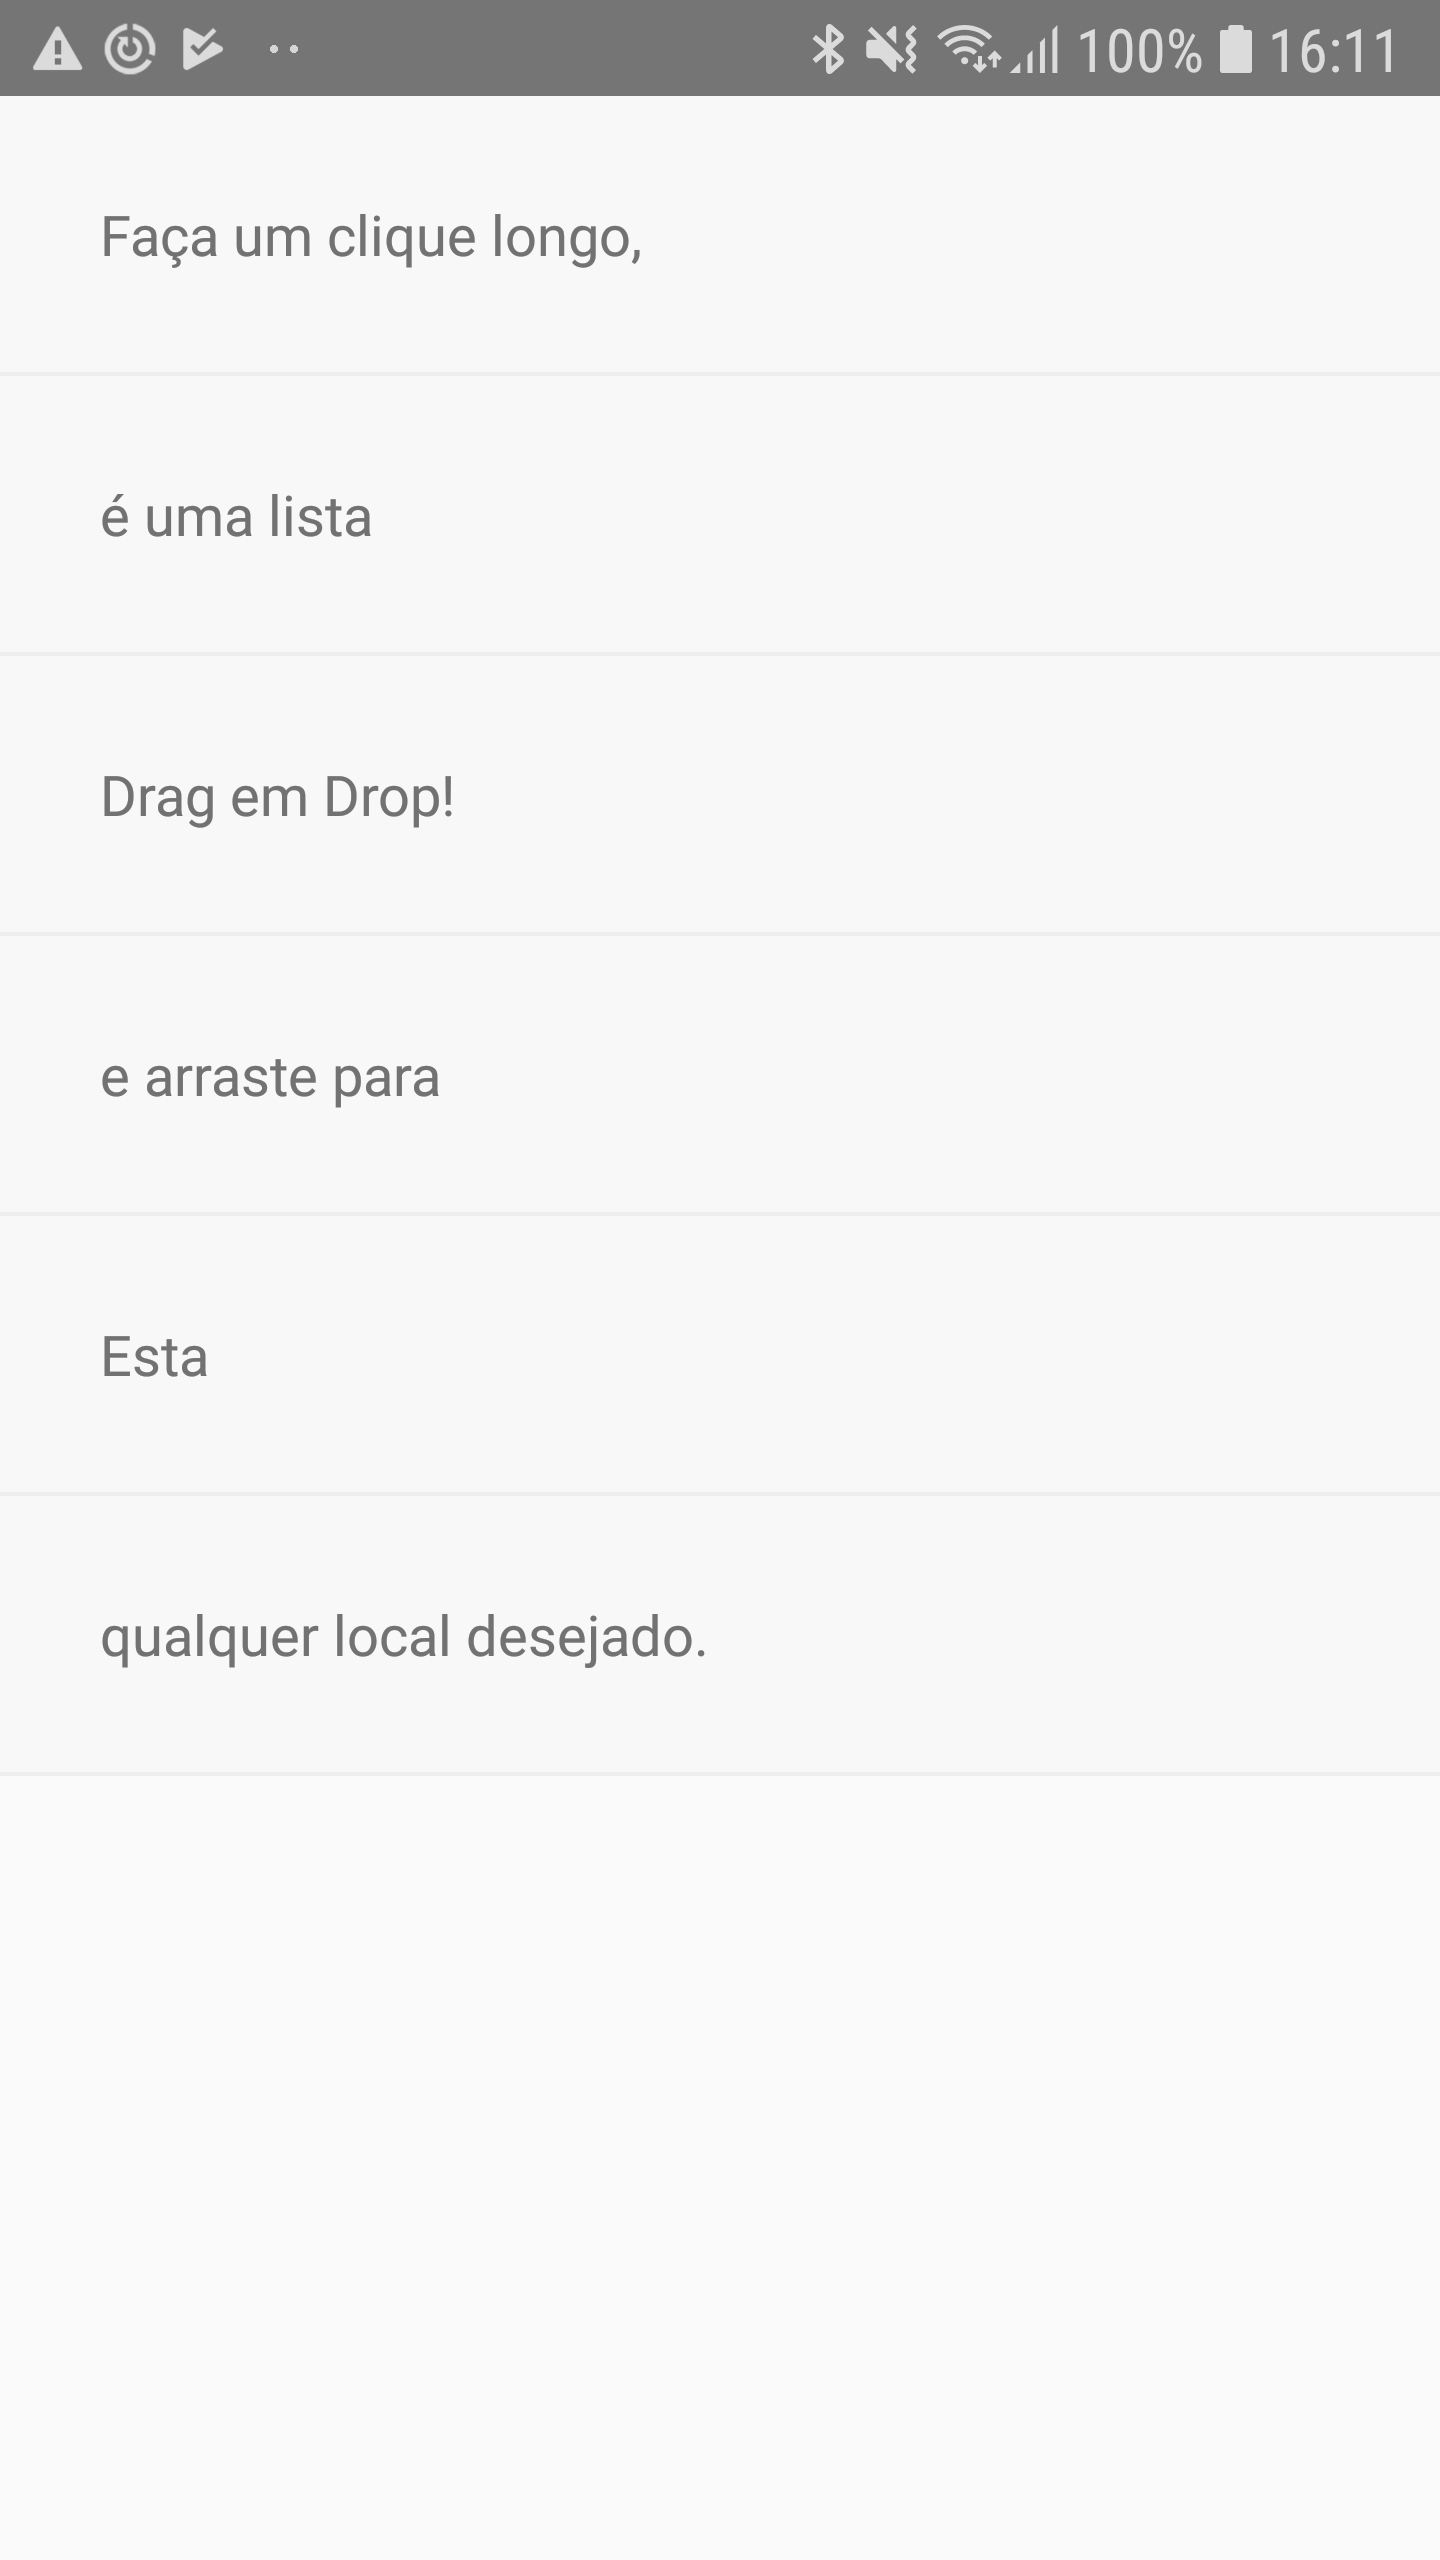 100% 16:11
Faça um clique longo,
é uma lista
Drag em Drop!
e arraste para
Esta
qualquer local desejado.